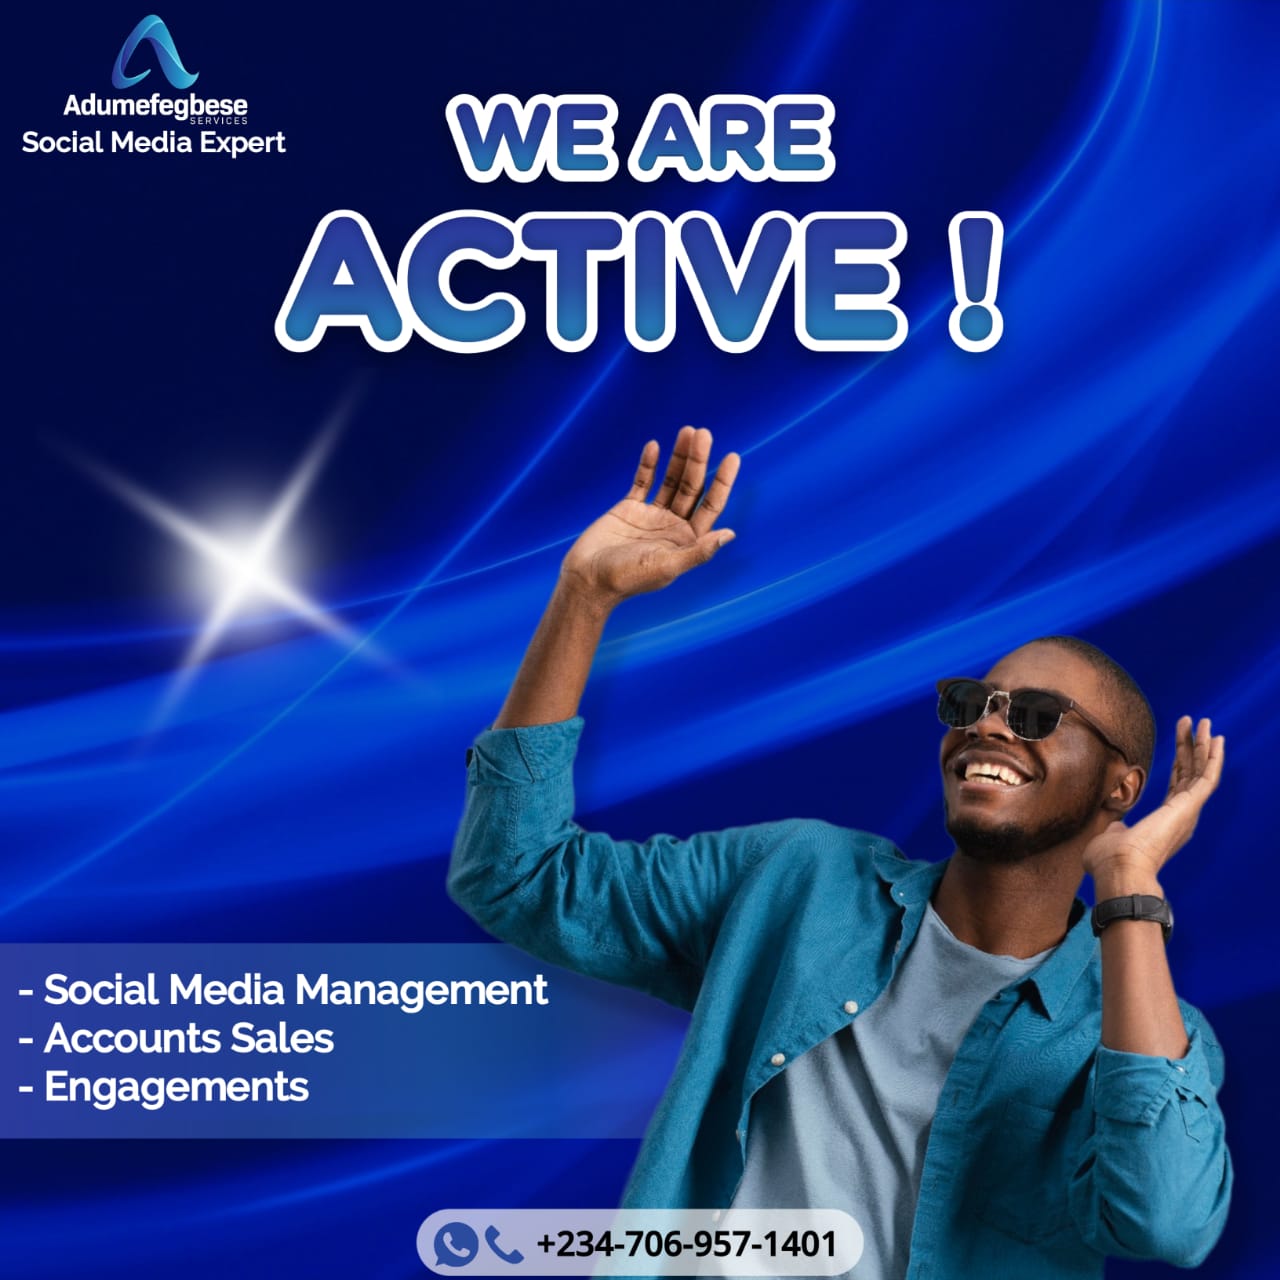 Adumefegbese
SERVICES
Social Media Expert
WE ARE
ACTIVE !
- Social Media Management
- Accounts Sales
- Engagements
+234-706-957-1401